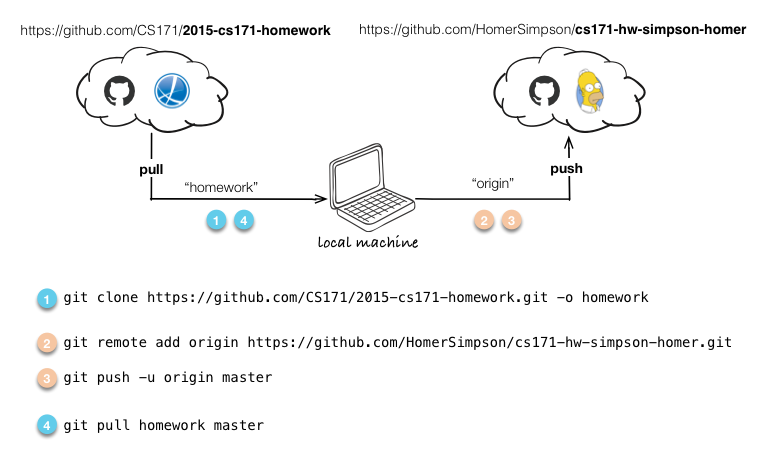 https://github.com/CS171/2015-cs171-homework
https://github.com/HomerSimpson/cs171-hw-simpson-homer
pull
push
"homework"
"origin"
1 4
2 3
local machine
1 git clone https://github.com/CS171/2015-cs171-homework.git -o homework
2 git remote add origin https://github.com/HomerSimpson/cs171-hw-simpson-homer.git
3 git push -u origin master
4 git pull homework master